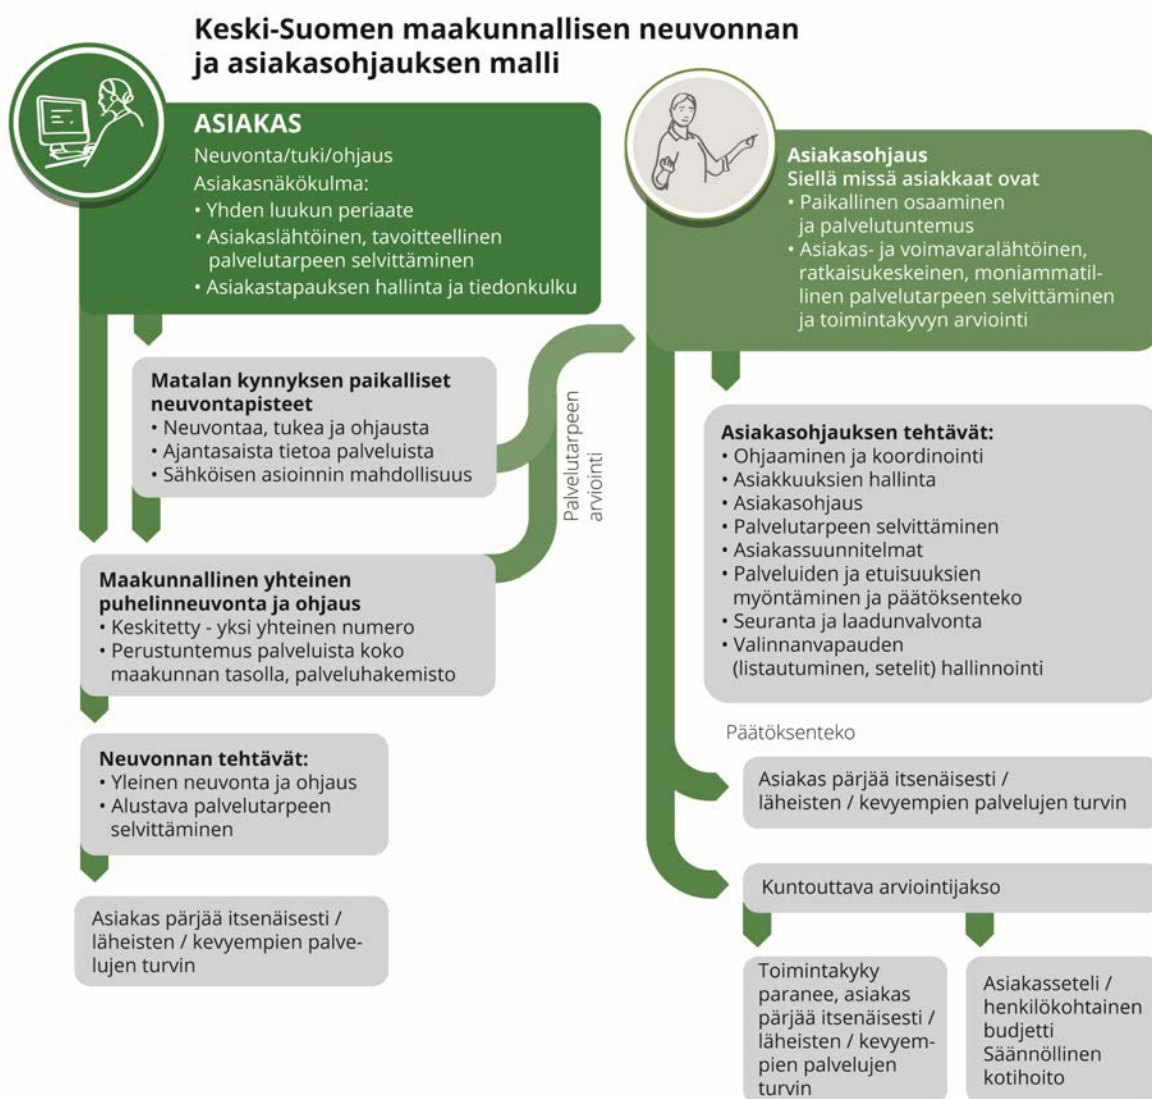 Keski-Suomen maakunnallisen neuvonnan
ja asiakasohjauksen malli
ASIAKAS
Neuvonta/tuki/ohjaus
Asiakasnäkökulma:
• Yhden luukun periaate
• Asiakaslähtöinen, tavoitteellinen
palvelutarpeen selvittäminen
• Asiakastapauksen hallinta ja tiedonkulku
Matalan kynnyksen paikalliset
neuvontapisteet
• Neuvontaa, tukea ja ohjausta
• Ajantasaista tietoa palveluista
• Sähköisen asioinnin mahdollisuus
Maakunnallinen yhteinen
puhelinneuvonta ja ohjaus
• Keskitetty - yksi yhteinen numero
• Perustuntemus palveluista koko
maakunnan tasolla, palveluhakemisto
Neuvonnan tehtävät:
• Yleinen neuvonta ja ohjaus
• Alustava palvelutarpeen
selvittäminen
Asiakas pärjää itsenäisesti /
läheisten / kevyempien palve-
lujen turvin
Palvelutarpeen
arviointi
Asiakasohjaus
Siellä missä asiakkaat ovat
• Paikallinen osaaminen
ja palvelutuntemus
• Asiakas- ja voimavaralähtöinen,
ratkaisukeskeinen, moniammatil-
llinen palvelutarpeen selvittäminen
ja toimintakyvyn arviointi
Asiakasohjauksen tehtävät:
• Ohjaaminen ja koordinointi
• Asiakkuuksien hallinta
• Asiakasohjaus
• Palvelutarpeen selvittäminen
• Asiakassuunnitelmat
• Palveluiden ja etuisuuksien
myöntäminen ja päätöksenteko
• Seuranta ja laadunvalvonta
• Valinnanvapauden
(listautuminen, setelit) hallinnointi
Päätöksenteko
Asiakas pärjää itsenäisesti /
läheisten / kevyempien palvelujen turvin
Kuntouttava arviointijakso
Toimintakyky
paranee, asiakas
pärjää itsenäisesti /
läheisten / kevyem-
pien palvelujen
turvin
Asiakasseteli /
henkilökohtainen
budjetti
Säännöllinen
kotihoito